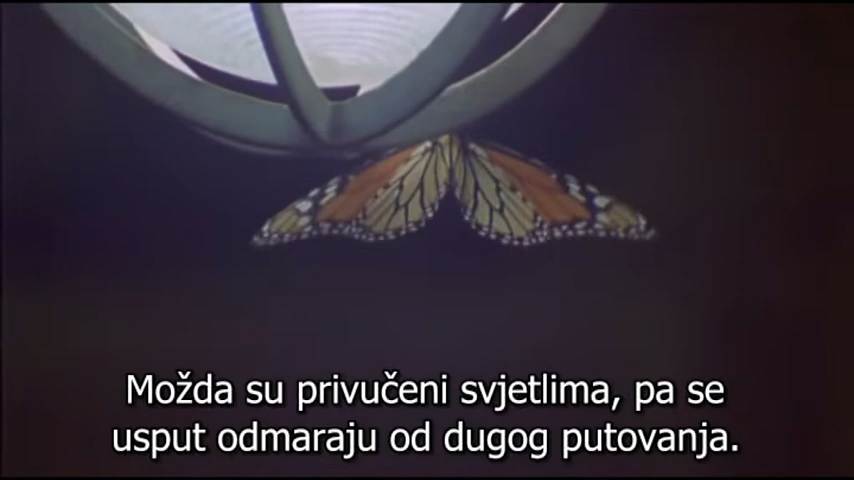 Možda su privučeni svjetlima, pa se
usput odmaraju od dugog putovanja.